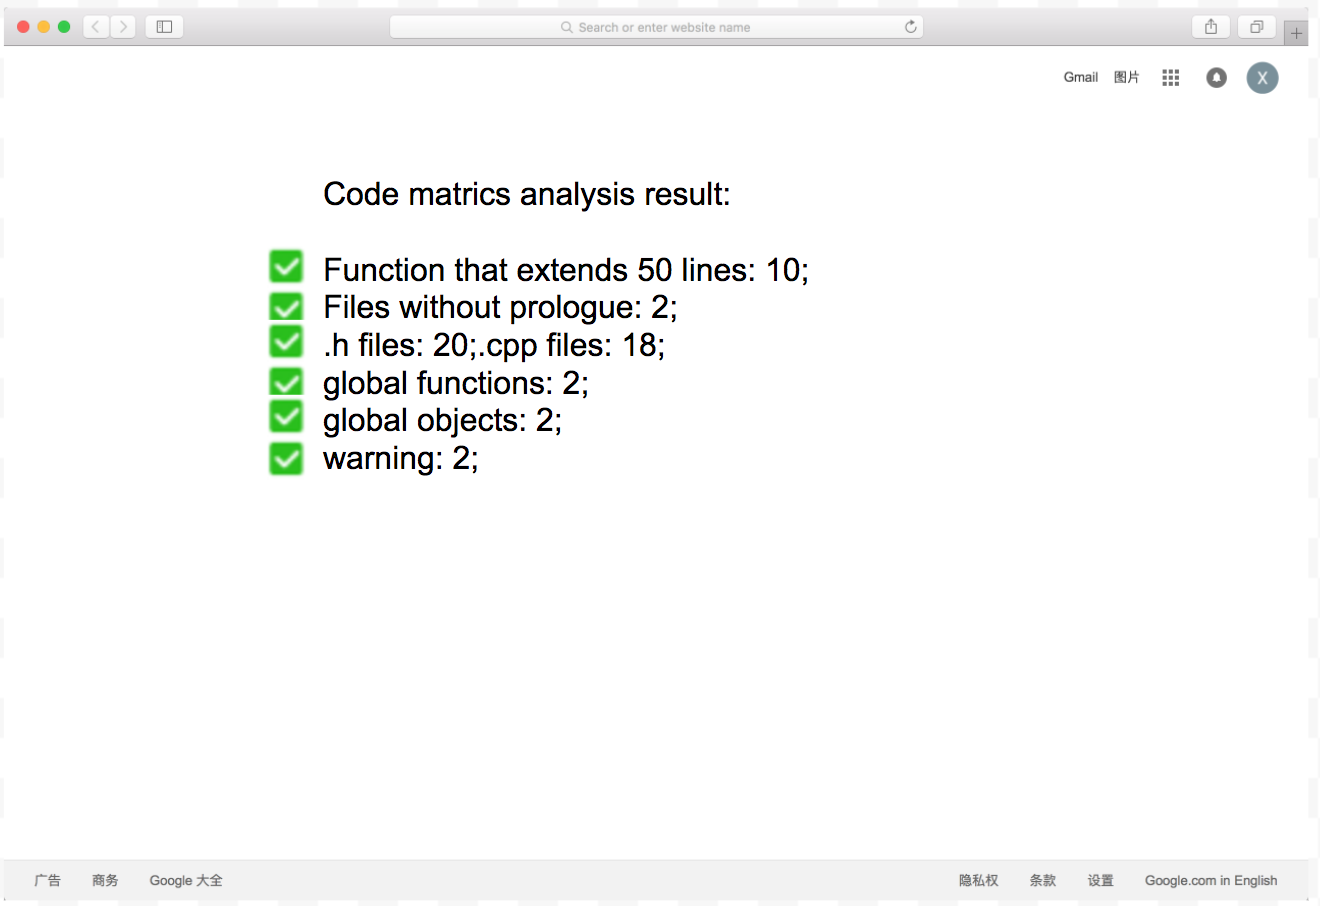 Search or enter website name
Gmail 图片 X
Code matrics analysis result:
Function that extends 50 lines: 10;
Files without prologue: 2;
.h files: 20;.cpp files: 18;
global functions: 2;
global objects: 2;
warning: 2;
广告 商务 Google 大全 隐私权 条款 设置 Google.com in English